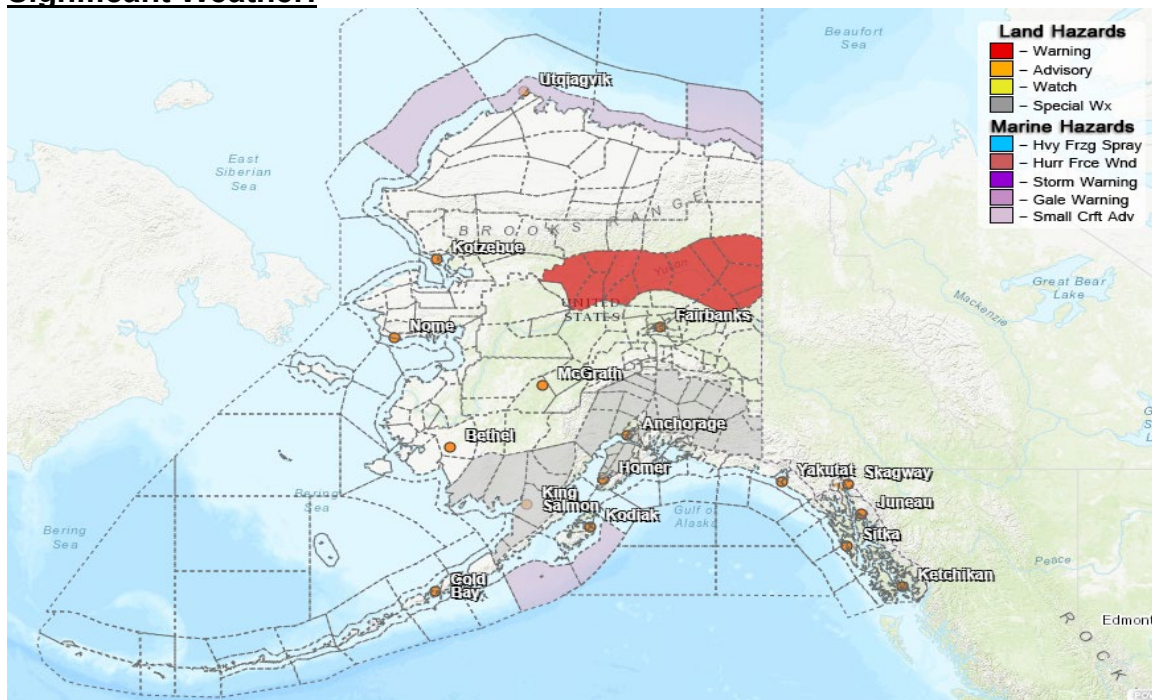 Significant Weather:
Land Hazards
– Warning
– Advisory
– Watch
– Special Wx
Marine Hazards
– Hvy Frzg Spray
– Hurr Frce Wnd
– Storm Warning
– Gale Warning
– Small Crft Adv
Beaufort
Sea
Utqiagvik
East
Siberian
Sea
BROOKS RANGE
Kotzebue
Yukon
Great Bear
Lake
Mackenzie
UNITED
STATES
Fairbanks
Nome
McGrath
Anchorage
Bethel
Homer
Yakutat
Skagway
King
Salmon
Kodiak
Juneau
Gulf of
Alaska
Bering
Sea
Sitka
Bering
Sea
Peace
Cold
Bay
Ketchikan
Edmont
ROCK